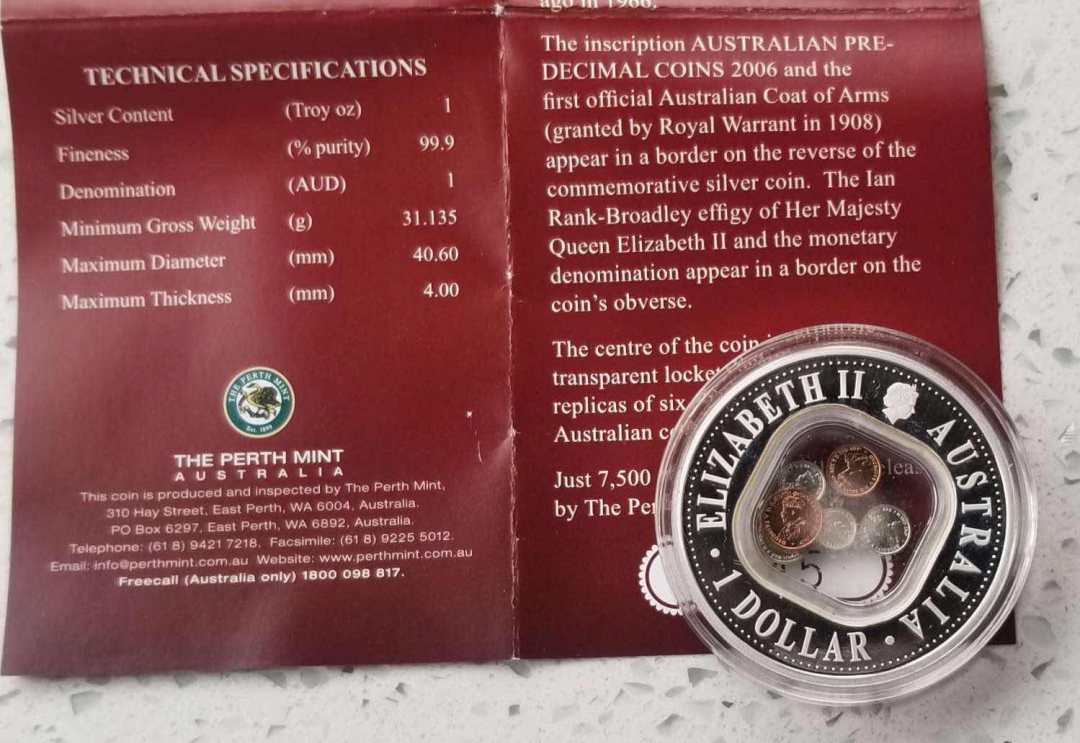 TECHNICAL SPECIFICATIONS
Silver Content (Troy oz) 1
Fineness (% purity) 99.9
Denomination (AUD) 1
Minimum Gross Weight (g) 31.135
Maximum Diameter (mm) 40.60
Maximum Thickness (mm) 4.00
THE PERTH MINT
Est. 1899
THE PERTH MINT
AUSTRALIA
This coin is produced and inspected by The Perth Mint,
310 Hay Street, East Perth, WA 6004, Australia.
PO Box 6297, East Perth, WA 6892, Australia.
Telephone: (61 8) 9421 7218. Facsimile: (61 8) 9225 5012.
Email: info@perthmint.com.au Website: www.perthmint.com.au
Freecall (Australia only) 1800 098 817.
ago in 1966.
The inscription AUSTRALIAN PRE-
DECIMAL COINS 2006 and the
first official Australian Coat of Arms
(granted by Royal Warrant in 1908)
appear in a border on the reverse of the
commemorative silver coin. The Ian
Rank-Broadley effigy of Her Majesty
Queen Elizabeth II and the monetary
denomination appear in a border on the
coin's obverse.
The centre of the coin
transparent locket
replicas of six
Australian
Just 7,500
by The
5
ELIZABETH II AUSTRALIA
• 1 DOLLAR •